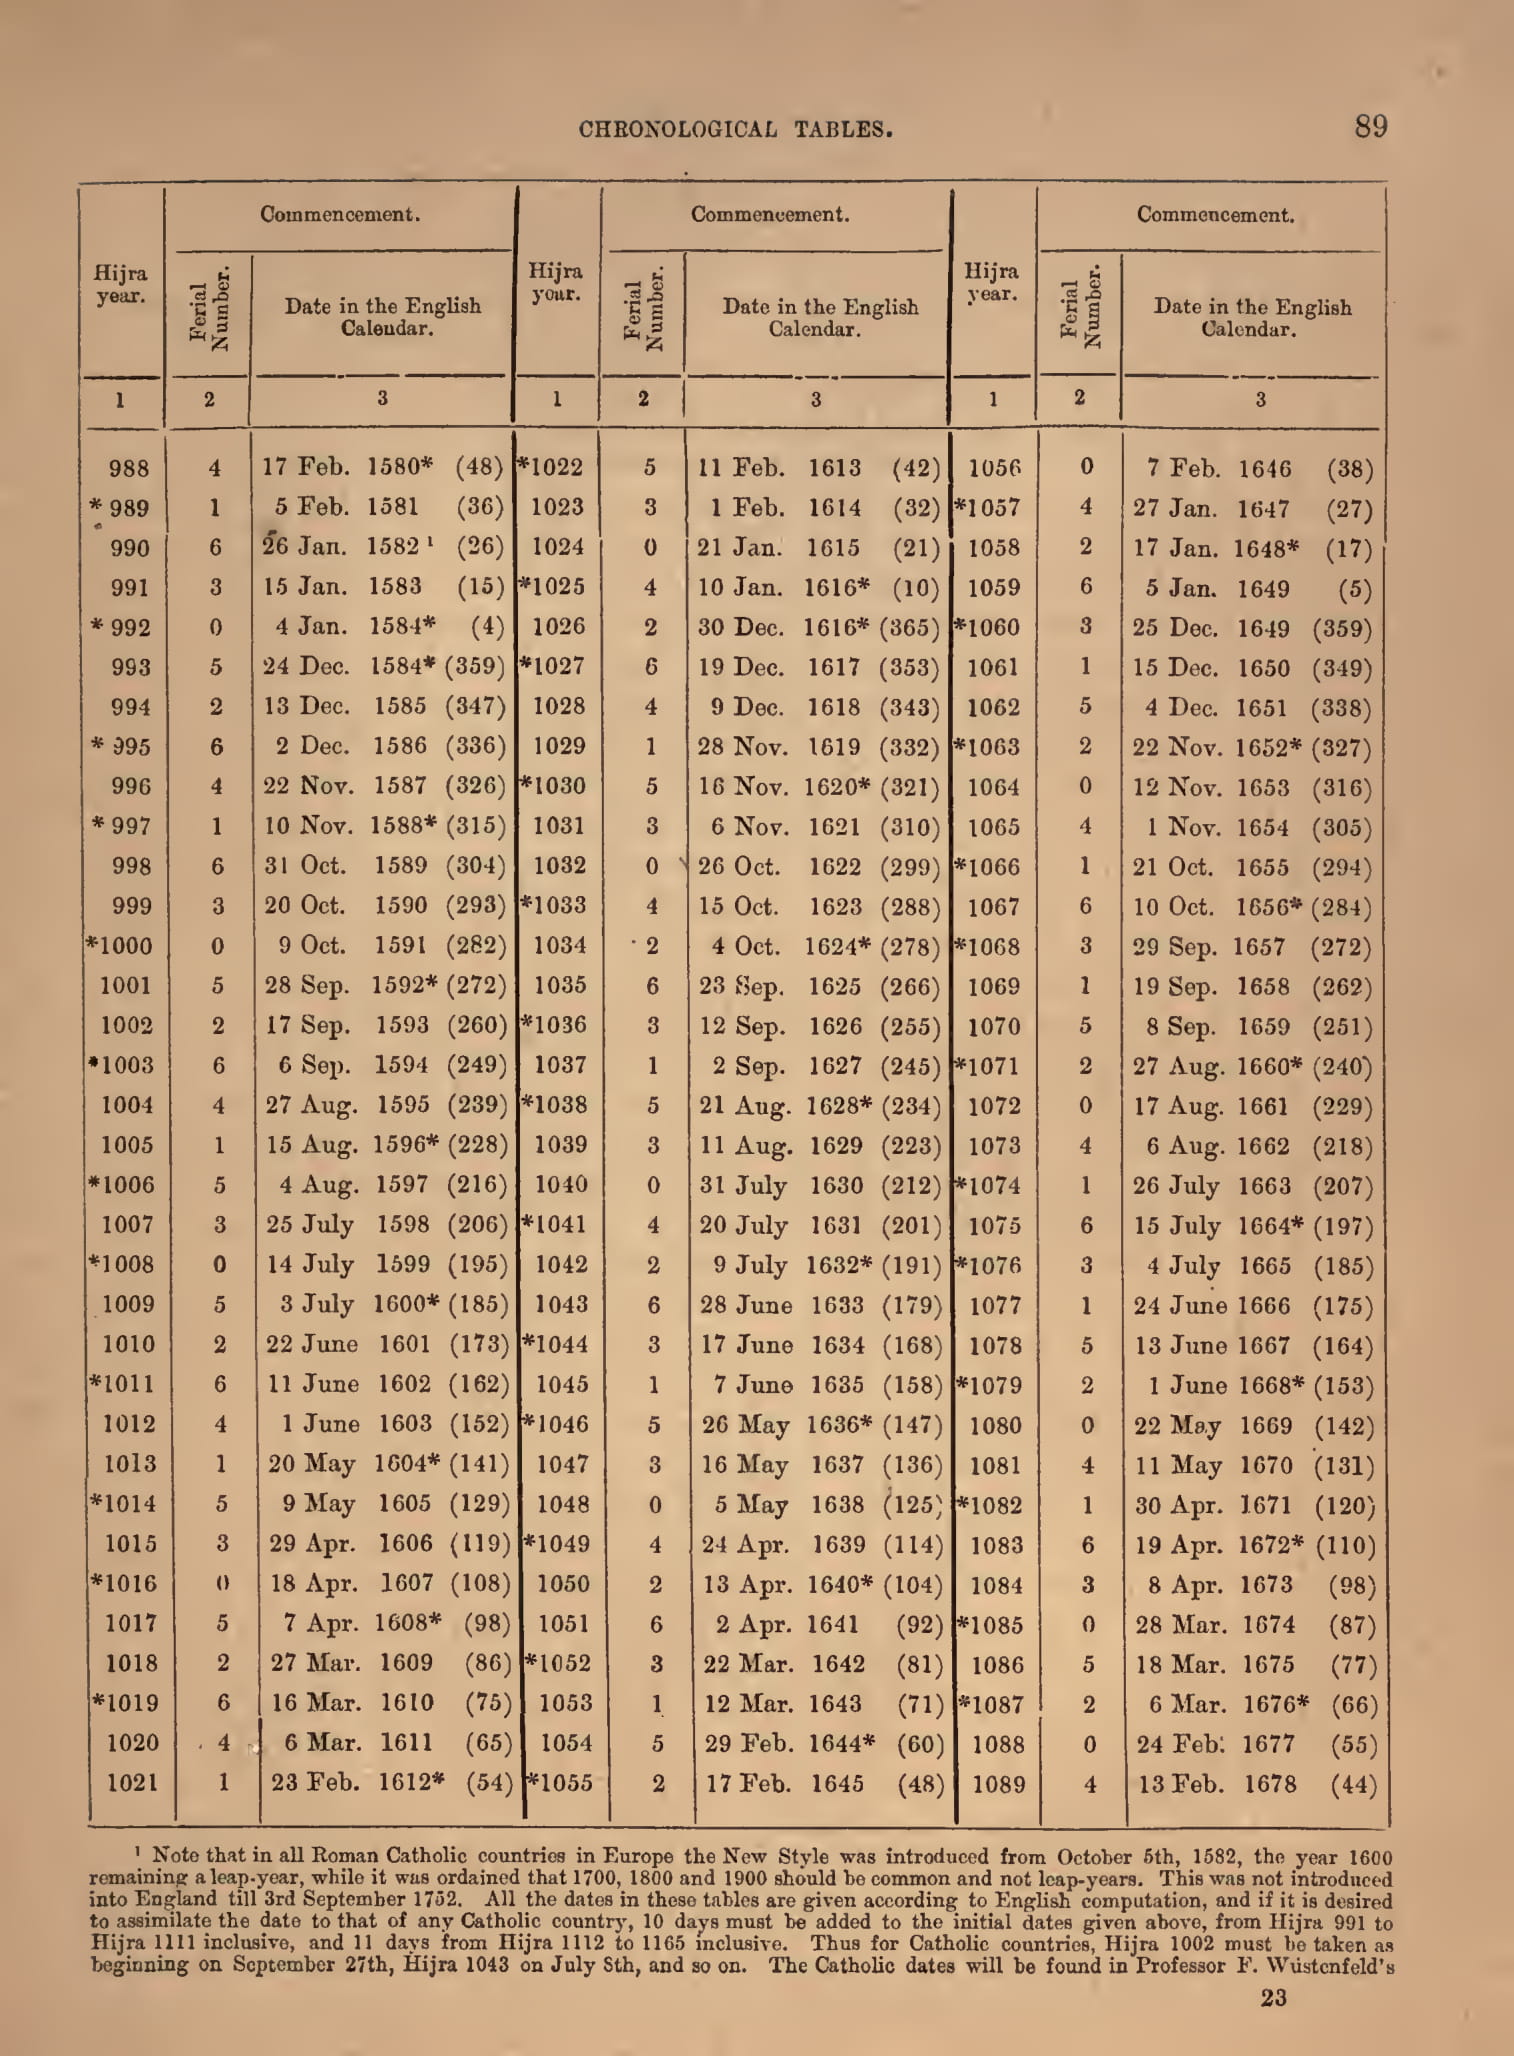 CHRONOLOGICAL TABLES. 89
Commencement. Commencement. Commencement.
Hijra year. Ferial Number. Date in the English Calendar. Hijra year. Ferial Number. Date in the English Calendar. Hijra year. Ferial Number. Date in the English Calendar.
1 2 3 1 2 3 1 2 3
988 4 17 Feb. 1580* (48) *1022 5 11 Feb. 1613 (42) 1056 0 7 Feb. 1646 (38)
* 989 1 5 Feb. 1581 (36) 1023 3 1 Feb. 1614 (32) *1057 4 27 Jan. 1647 (27)
990 6 26 Jan. 1582 ¹ (26) 1024 0 21 Jan. 1615 (21) 1058 2 17 Jan. 1648* (17)
991 3 15 Jan. 1583 (15) *1025 4 10 Jan. 1616* (10) 1059 6 5 Jan. 1649 (5)
* 992 0 4 Jan. 1584* (4) 1026 2 30 Dec. 1616* (365) *1060 3 25 Dec. 1649 (359)
993 5 24 Dec. 1584* (359) *1027 6 19 Dec. 1617 (353) 1061 1 15 Dec. 1650 (349)
994 2 13 Dec. 1585 (347) 1028 4 9 Dec. 1618 (343) 1062 5 4 Dec. 1651 (338)
* 995 6 2 Dec. 1586 (336) 1029 1 28 Nov. 1619 (332) *1063 2 22 Nov. 1652* (327)
996 4 22 Nov. 1587 (326) *1030 5 16 Nov. 1620* (321) 1064 0 12 Nov. 1653 (316)
* 997 1 10 Nov. 1588* (315) 1031 3 6 Nov. 1621 (310) 1065 4 1 Nov. 1654 (305)
998 6 31 Oct. 1589 (304) 1032 0 26 Oct. 1622 (299) *1066 1 21 Oct. 1655 (294)
999 3 20 Oct. 1590 (293) *1033 4 15 Oct. 1623 (288) 1067 6 10 Oct. 1656* (284)
*1000 0 9 Oct. 1591 (282) 1034 2 4 Oct. 1624* (278) *1068 3 29 Sep. 1657 (272)
1001 5 28 Sep. 1592* (272) 1035 6 23 Sep. 1625 (266) 1069 1 19 Sep. 1658 (262)
1002 2 17 Sep. 1593 (260) *1036 3 12 Sep. 1626 (255) 1070 5 8 Sep. 1659 (251)
*1003 6 6 Sep. 1594 (249) 1037 1 2 Sep. 1627 (245) *1071 2 27 Aug. 1660* (240)
1004 4 27 Aug. 1595 (239) *1038 5 21 Aug. 1628* (234) 1072 0 17 Aug. 1661 (229)
1005 1 15 Aug. 1596* (228) 1039 3 11 Aug. 1629 (223) 1073 4 6 Aug. 1662 (218)
*1006 5 4 Aug. 1597 (216) 1040 0 31 July 1630 (212) *1074 1 26 July 1663 (207)
1007 3 25 July 1598 (206) *1041 4 20 July 1631 (201) 1075 6 15 July 1664* (197)
*1008 0 14 July 1599 (195) 1042 2 9 July 1632* (191) *1076 3 4 July 1665 (185)
1009 5 3 July 1600* (185) 1043 6 28 June 1633 (179) 1077 1 24 June 1666 (175)
1010 2 22 June 1601 (173) *1044 3 17 June 1634 (168) 1078 5 13 June 1667 (164)
*1011 6 11 June 1602 (162) 1045 1 7 June 1635 (158) *1079 2 1 June 1668* (153)
1012 4 1 June 1603 (152) *1046 5 26 May 1636* (147) 1080 0 22 May 1669 (142)
1013 1 20 May 1604* (141) 1047 3 16 May 1637 (136) 1081 4 11 May 1670 (131)
*1014 5 9 May 1605 (129) 1048 0 5 May 1638 (125) *1082 1 30 Apr. 1671 (120)
1015 3 29 Apr. 1606 (119) *1049 4 24 Apr. 1639 (114) 1083 6 19 Apr. 1672* (110)
*1016 0 18 Apr. 1607 (108) 1050 2 13 Apr. 1640* (104) 1084 3 8 Apr. 1673 (98)
1017 5 7 Apr. 1608* (98) 1051 6 2 Apr. 1641 (92) *1085 0 28 Mar. 1674 (87)
1018 2 27 Mar. 1609 (86) *1052 3 22 Mar. 1642 (81) 1086 5 18 Mar. 1675 (77)
*1019 6 16 Mar. 1610 (75) 1053 1 12 Mar. 1643 (71) *1087 2 6 Mar. 1676* (66)
1020 4 6 Mar. 1611 (65) 1054 5 29 Feb. 1644* (60) 1088 0 24 Feb. 1677 (55)
1021 1 23 Feb. 1612* (54) *1055 2 17 Feb. 1645 (48) 1089 4 13 Feb. 1678 (44)
¹ Note that in all Roman Catholic countries in Europe the New Style was introduced from October 5th, 1582, the year 1600
remaining a leap-year, while it was ordained that 1700, 1800 and 1900 should be common and not leap-years. This was not introduced
into England till 3rd September 1752. All the dates in these tables are given according to English computation, and if it is desired
to assimilate the date to that of any Catholic country, 10 days must be added to the initial dates given above, from Hijra 991 to
Hijra 1111 inclusive, and 11 days from Hijra 1112 to 1165 inclusive. Thus for Catholic countries, Hijra 1002 must be taken as
beginning on September 27th, Hijra 1043 on July 8th, and so on. The Catholic dates will be found in Professor F. Wüstenfeld's
23